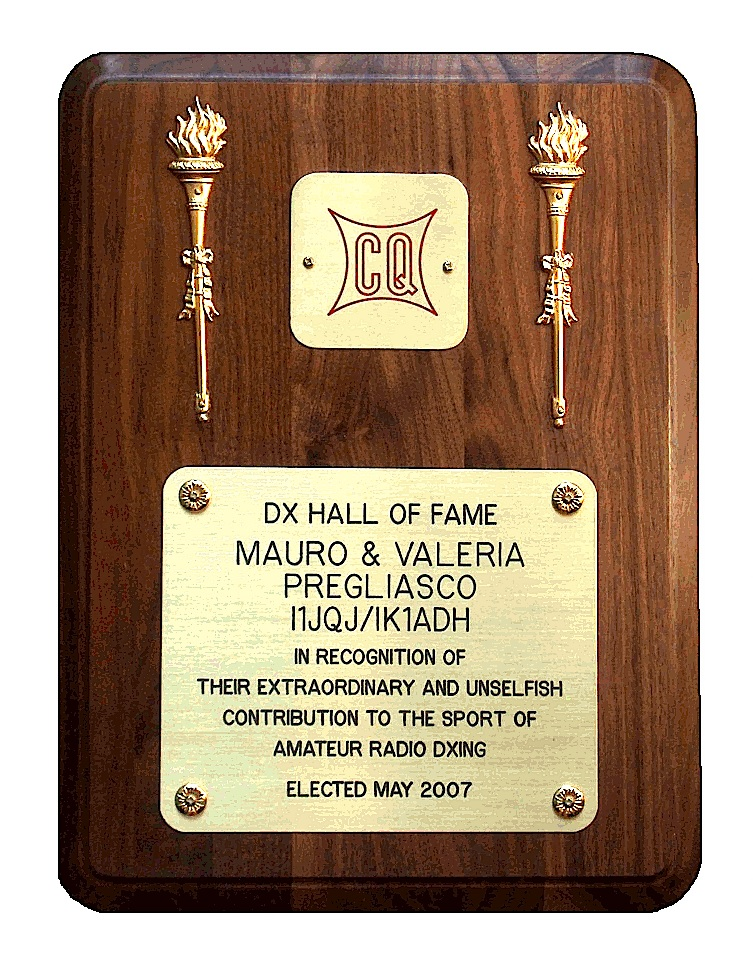 CQ
DX HALL OF FAME
MAURO & VALERIA
PREGLIASCO
I1JQJ/IK1ADH
IN RECOGNITION OF
THEIR EXTRAORDINARY AND UNSELFISH
CONTRIBUTION TO THE SPORT OF
AMATEUR RADIO DXING
ELECTED MAY 2007